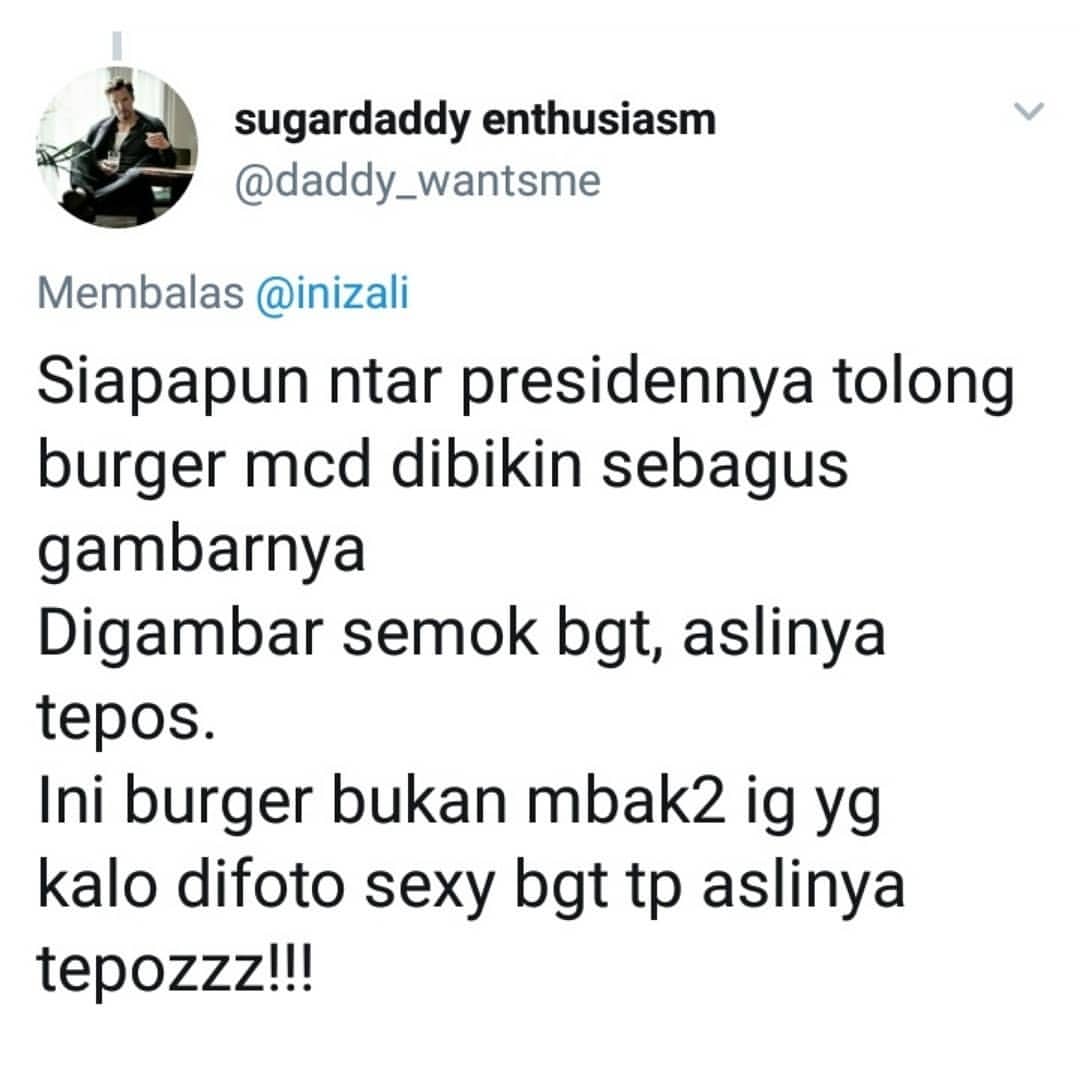 sugardaddy enthusiasm
@daddy_wantsme
Membalas @inizali
Siapapun ntar presidennya tolong
burger mcd dibikin sebagus
gambarnya
Digambar semok bgt, aslinya
tepos.
Ini burger bukan mbak2 ig yg
kalo difoto sexy bgt tp aslinya
tepozzz!!!